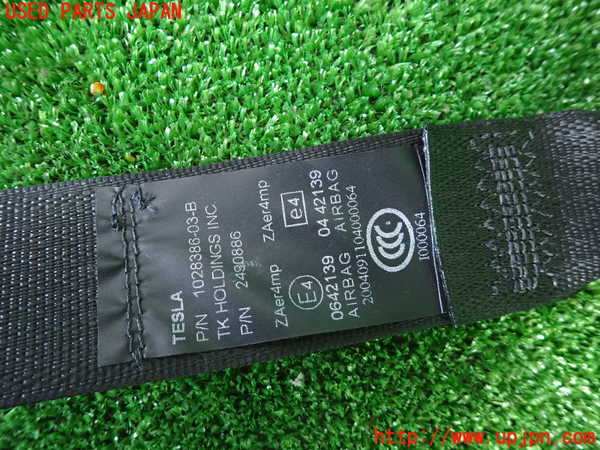 USED PARTS JAPAN
TESLA
P/N 1028386-03-B
TK HOLDINGS INC.
P/N 2490886
ZAer4mp ZAer4mp
E4 e4
0642139 04 42139
AIRBAG AIRBAG
2004091104000064
CCC
I000064
http://www.upjpn.com/